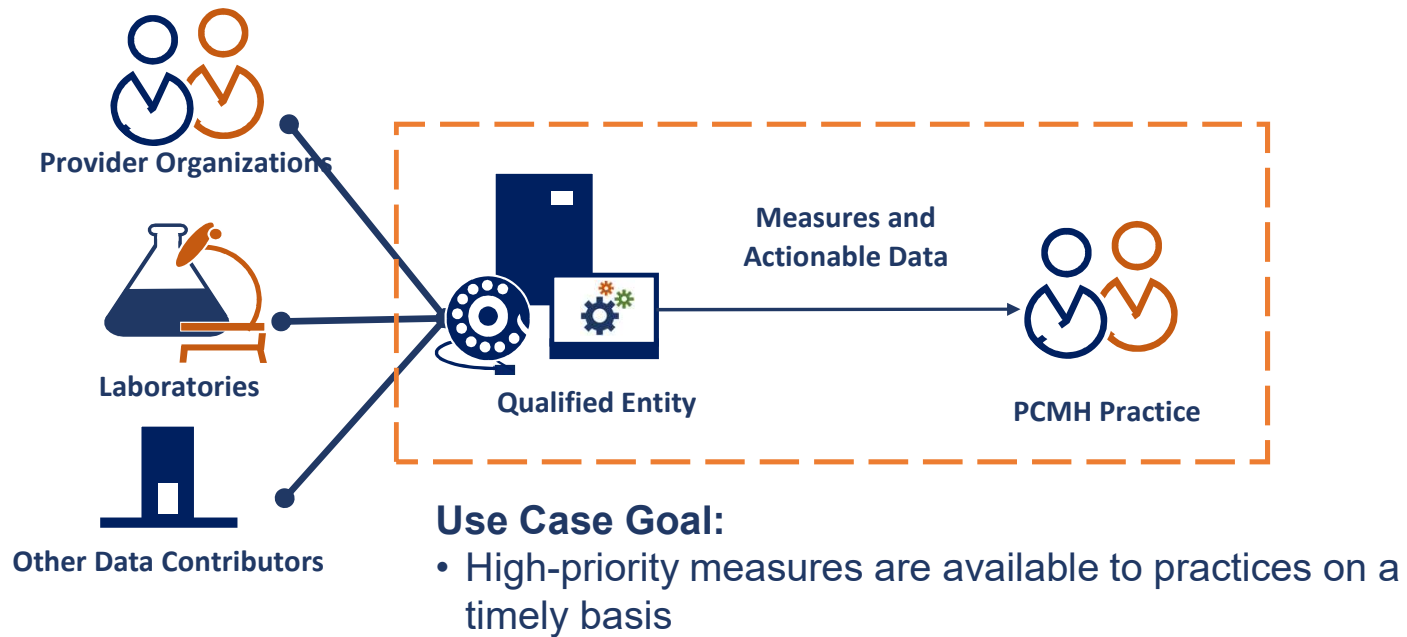 Provider Organizations
Laboratories
Other Data Contributors
Measures and
Actionable Data
Qualified Entity
PCMH Practice
Use Case Goal:
• High-priority measures are available to practices on a
timely basis